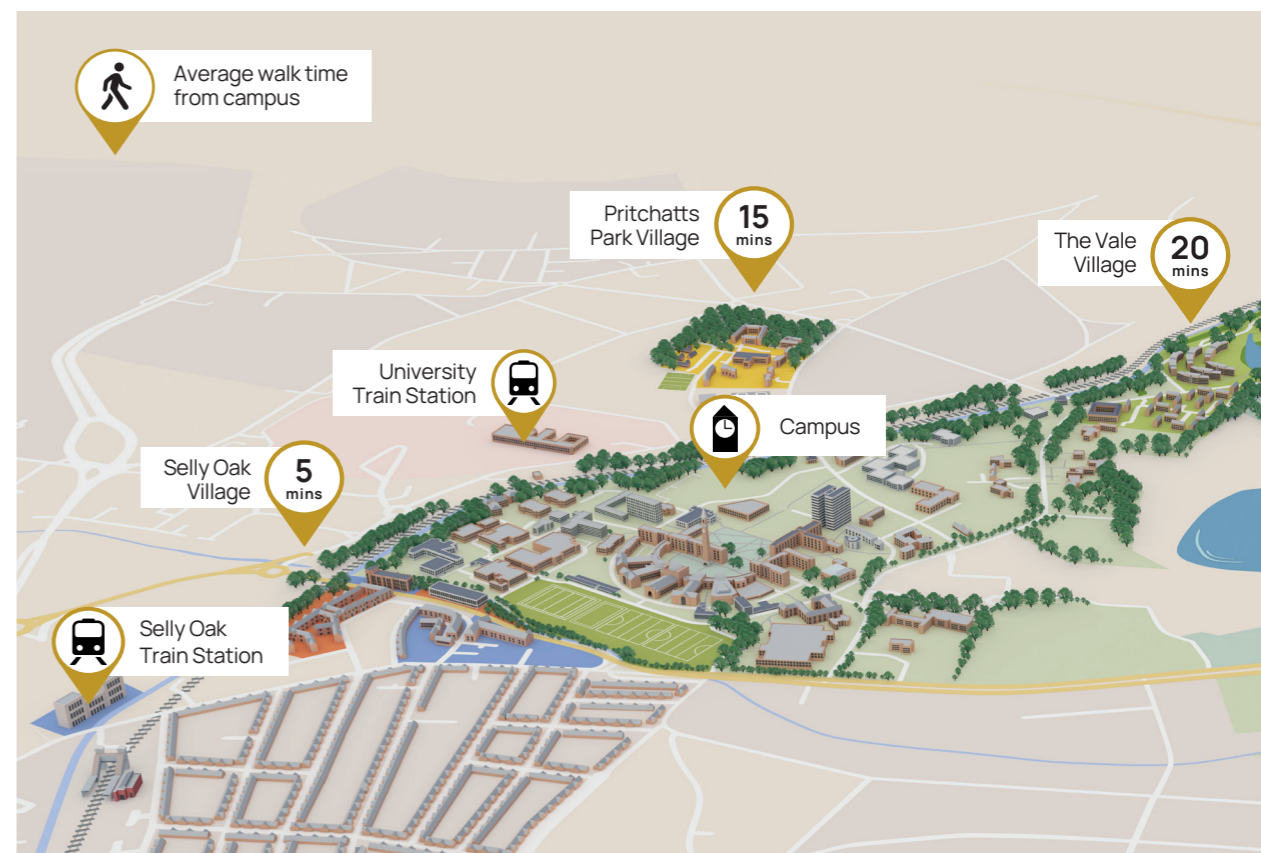 Average walk time
from campus
Pritchatts
Park Village
15
mins
The Vale
Village
20
mins
University
Train Station
Campus
Selly Oak
Village
5
mins
Selly Oak
Train Station